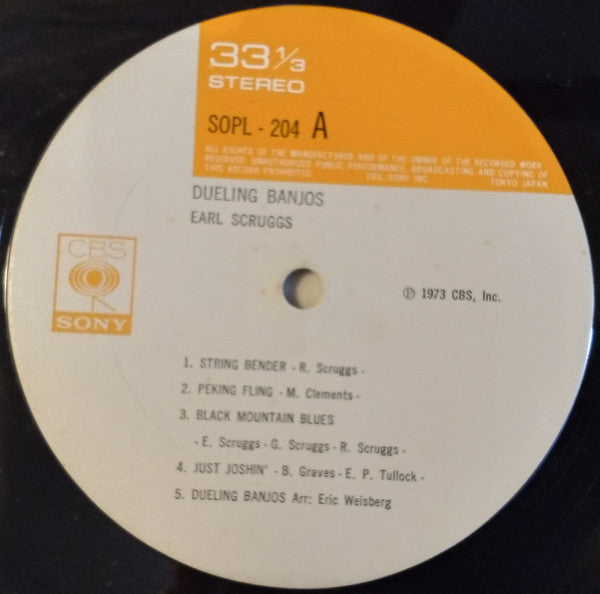 33 1/3
STEREO
SOPL - 204 A
ALL RIGHTS OF THE MANUFACTURER AND OF THE OWNER OF THE RECORDED WORK
RESERVED. UNAUTHORIZED PUBLIC PERFORMANCE, BROADCASTING AND COPYING OF
THIS RECORD PROHIBITED. CBS/SONY INC. TOKYO JAPAN
DUELING BANJOS
EARL SCRUGGS
CBS
SONY
℗ 1973 CBS, Inc.
1. STRING BENDER - R. Scruggs -
2. PEKING FLING - M. Clements -
3. BLACK MOUNTAIN BLUES
- E. Scruggs - G. Scruggs - R. Scruggs -
4. JUST JOSHIN' - B. Graves - E. P. Tullock -
5. DUELING BANJOS Arr: Eric Weisberg